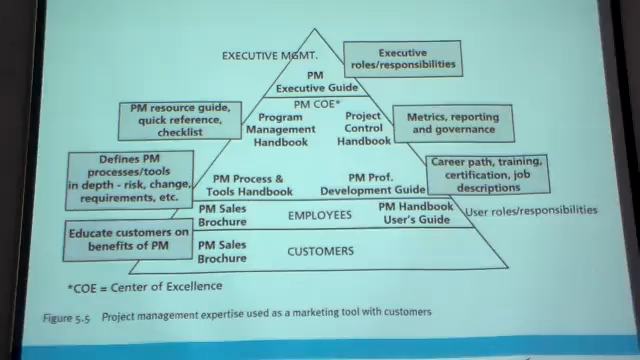 EXECUTIVE MGMT.
Executive
roles/responsibilities
PM
Executive Guide
PM resource guide,
quick reference,
checklist
PM COE*
Program
Management
Handbook
Project
Control
Handbook
Metrics, reporting
and governance
Defines PM
processes/tools
in depth - risk, change,
requirements, etc.
PM Process &
Tools Handbook
PM Prof.
Development Guide
Career path, training,
certification, job
descriptions
PM Sales
Brochure
EMPLOYEES
PM Handbook
User's Guide
User roles/responsibilities
Educate customers on
benefits of PM
PM Sales
Brochure
CUSTOMERS
*COE = Center of Excellence
Figure 5.5 Project management expertise used as a marketing tool with customers